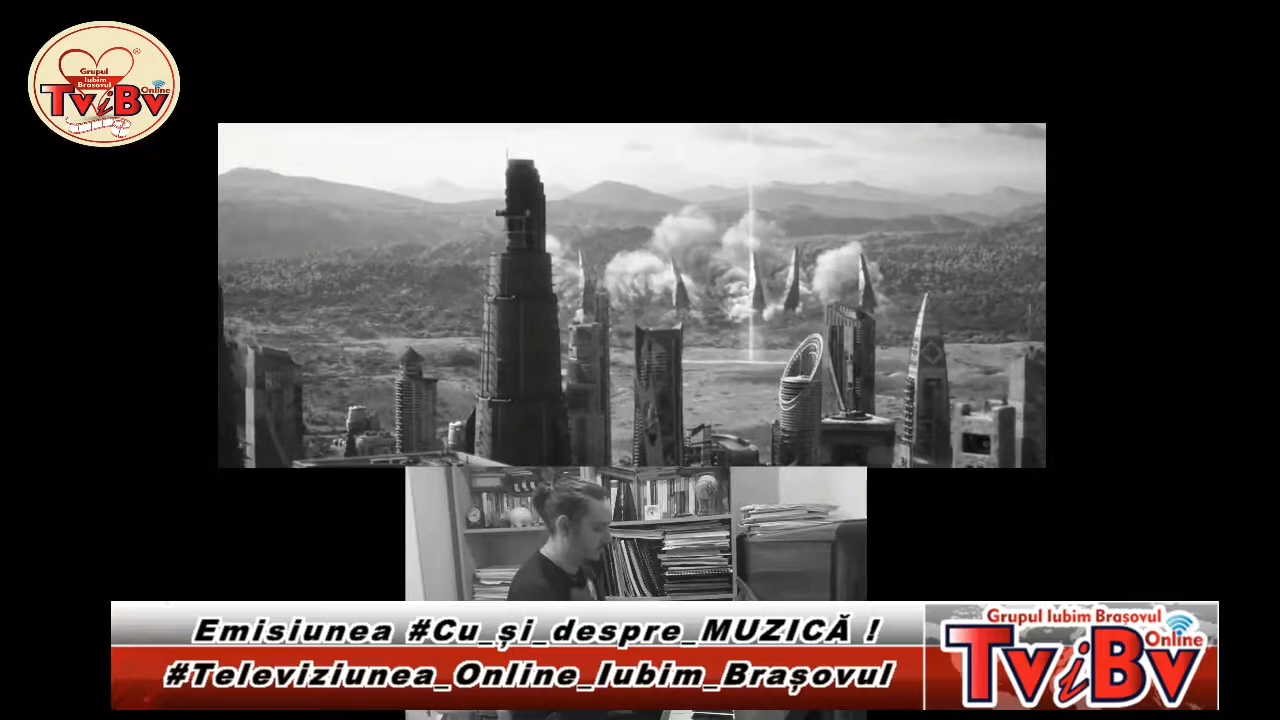 Grupul
Iubim
Brașovul
Online
TviBv
Emisiunea #Cu_și_despre_MUZICĂ !
#Televiziunea_Online_Iubim_Brașovul
Grupul Iubim Brașovul
Online
TviBv